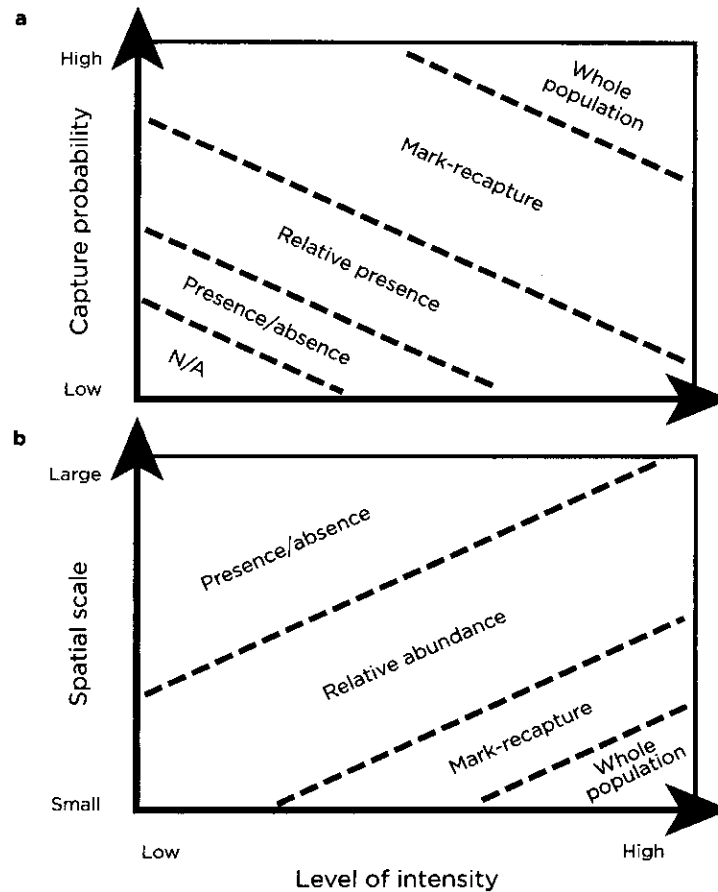 a
High
Capture probability
Low
Whole
population
Mark-recapture
Relative presence
Presence/absence
N/A
b
Large
Spatial scale
Small
Presence/absence
Relative abundance
Mark-recapture
Whole
population
Low
High
Level of intensity